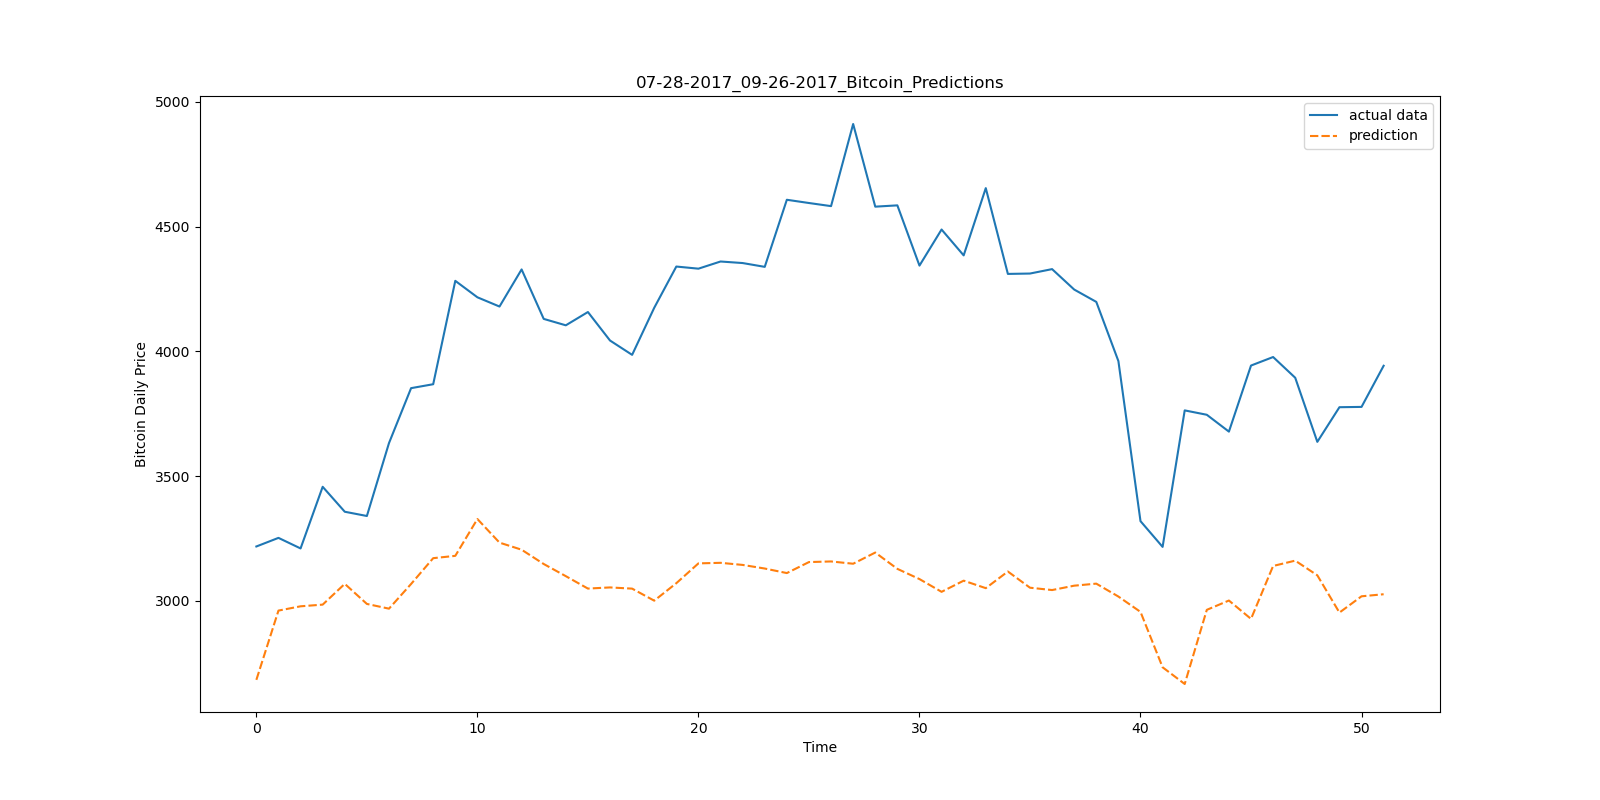 07-28-2017_09-26-2017_Bitcoin_Predictions
actual data
prediction
5000
4500
4000
3500
3000
Bitcoin Daily Price
0 10 20 30 40 50
Time